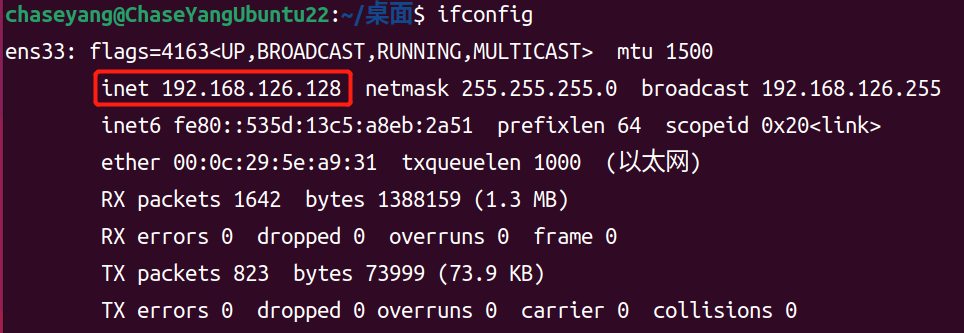 chaseyang@ChaseYangUbuntu22:~/桌面$ ifconfig
ens33: flags=4163<UP,BROADCAST,RUNNING,MULTICAST>  mtu 1500
inet 192.168.126.128  netmask 255.255.255.0  broadcast 192.168.126.255
inet6 fe80::535d:13c5:a8eb:2a51  prefixlen 64  scopeid 0x20<link>
ether 00:0c:29:5e:a9:31  txqueuelen 1000  (以太网)
RX packets 1642  bytes 1388159 (1.3 MB)
RX errors 0  dropped 0  overruns 0  frame 0
TX packets 823  bytes 73999 (73.9 KB)
TX errors 0  dropped 0 overruns 0  carrier 0  collisions 0